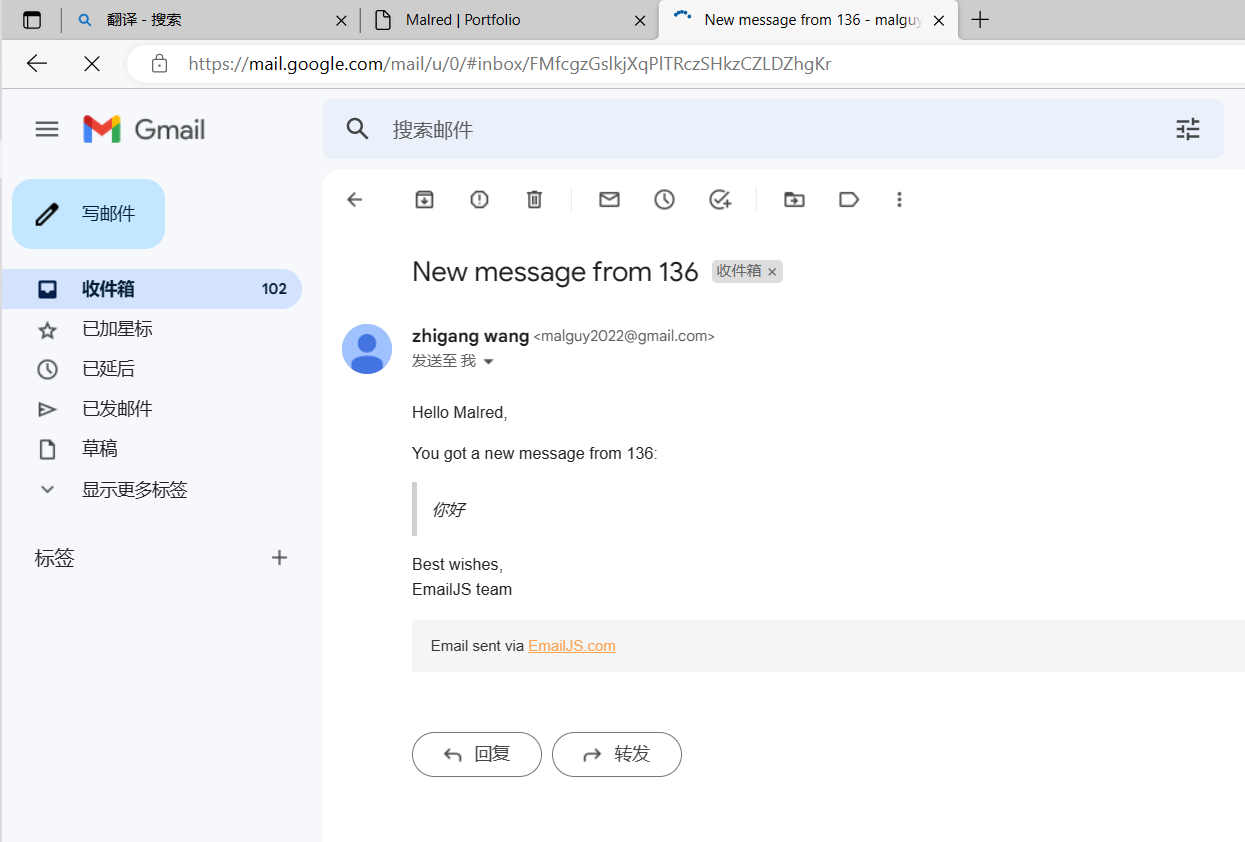 翻译 - 搜索
Malred | Portfolio
New message from 136 - malguy
https://mail.google.com/mail/u/0/#inbox/FMfcgzGslkjXqPlTRczSHkzCZLDZhgKr
Gmail
搜索邮件
写邮件
收件箱 102
已加星标
已延后
已发邮件
草稿
显示更多标签
标签
New message from 136 收件箱
zhigang wang <malguy2022@gmail.com>
发送至 我
Hello Malred,
You got a new message from 136:
你好
Best wishes,
EmailJS team
Email sent via EmailJS.com
回复
转发